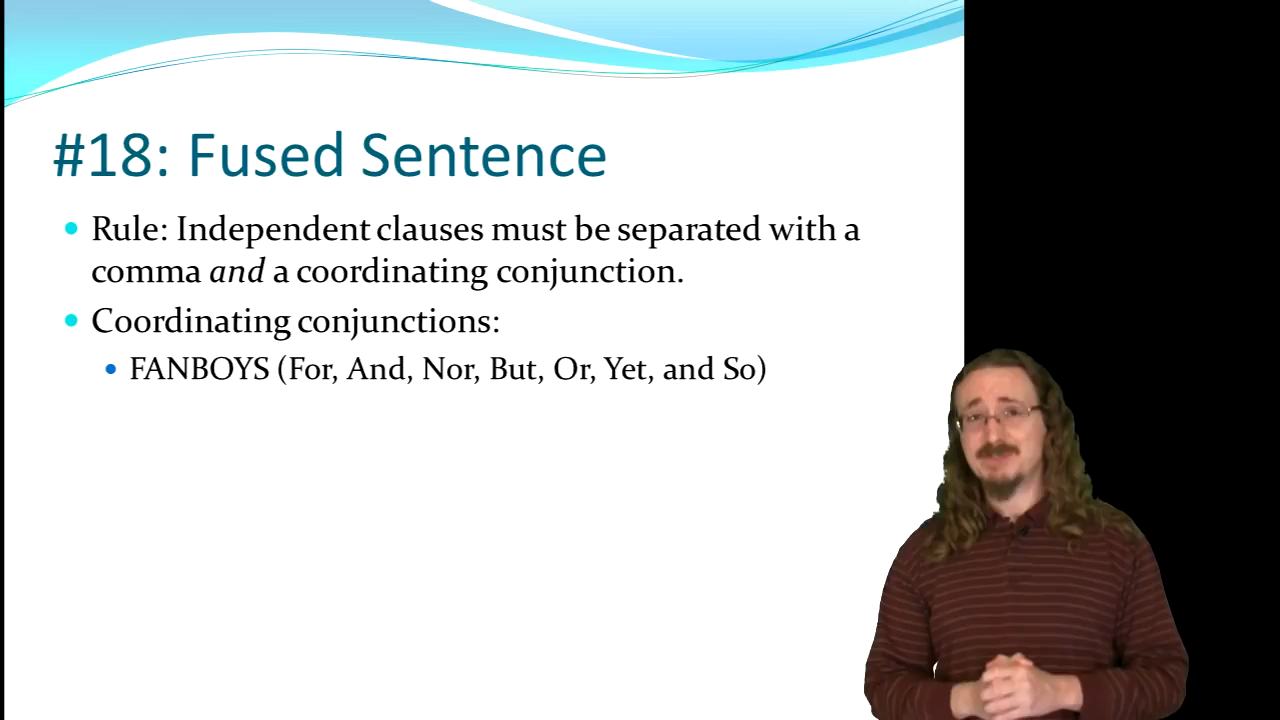 #18: Fused Sentence
Rule: Independent clauses must be separated with a
comma and a coordinating conjunction.
Coordinating conjunctions:
FANBOYS (For, And, Nor, But, Or, Yet, and So)